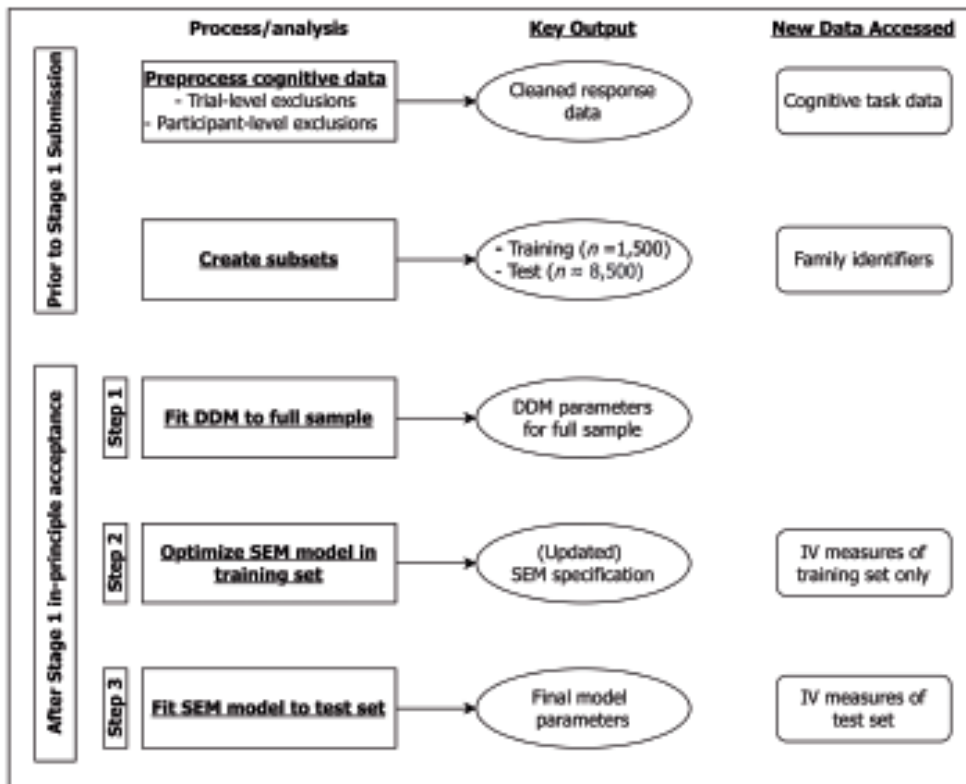 Process/analysis
Key Output
New Data Accessed
Prior to Stage 1 Submission
Preprocess cognitive data
- Trial-level exclusions
- Participant-level exclusions
Cleaned response
data
Cognitive task data
Create subsets
- Training (n =1,500)
- Test (n = 8,500)
Family identifiers
After Stage 1 in-principle acceptance
Step 1
Fit DDM to full sample
DDM parameters
for full sample
Step 2
Optimize SEM model in
training set
(Updated)
SEM specification
IV measures of
training set only
Step 3
Fit SEM model to test set
Final model
parameters
IV measures of
test set